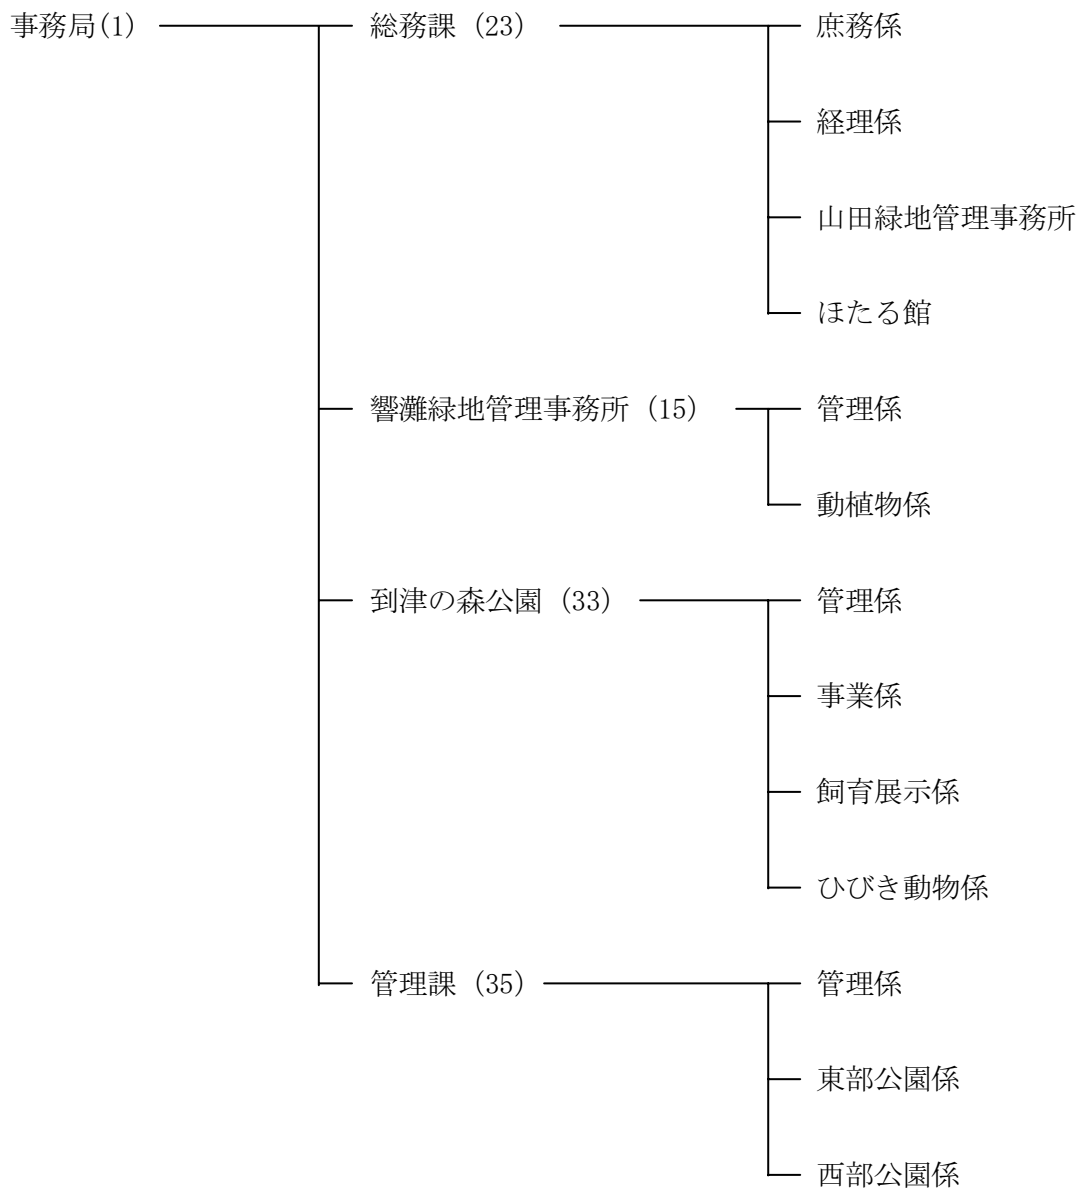 事務局(1) 総務課 (23) 庶務係
経理係
山田緑地管理事務所
ほたる館
響灘緑地管理事務所 (15) 管理係
動植物係
到津の森公園 (33) 管理係
事業係
飼育展示係
ひびき動物係
管理課 (35) 管理係
東部公園係
西部公園係